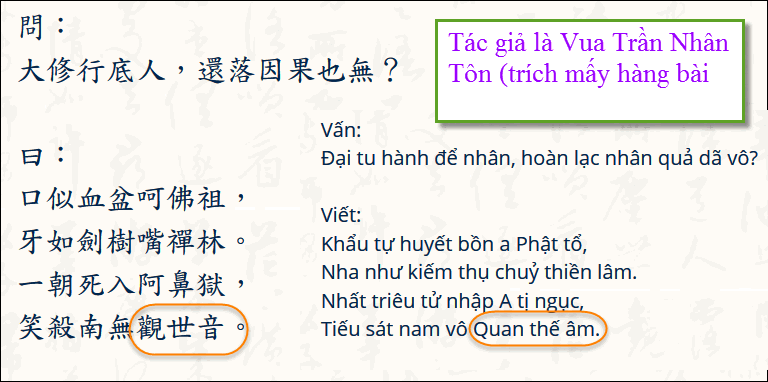 問：
大修行底人，還落因果也無？
曰：
口似血盆呵佛祖，
牙如劍樹嘴禪林。
一朝死入阿鼻獄，
笑殺南無觀世音。
Tác giả là Vua Trần Nhân
Tôn (trích mấy hàng bài
Vấn:
Đại tu hành để nhân, hoàn lạc nhân quả dã vô?
Viết:
Khẩu tự huyết bồn a Phật tổ,
Nha như kiếm thụ chuỷ thiền lâm.
Nhất triêu tử nhập A tị ngục,
Tiếu sát nam vô Quan thế âm.